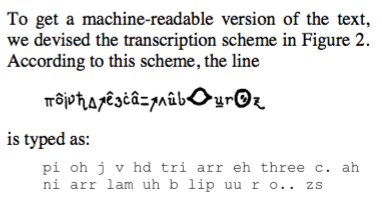 To get a machine-readable version of the text,
we devised the transcription scheme in Figure 2.
According to this scheme, the line
is typed as:
pi oh j v hd tri arr eh three c. ah
ni arr lam uh b lip uu r o.. zs